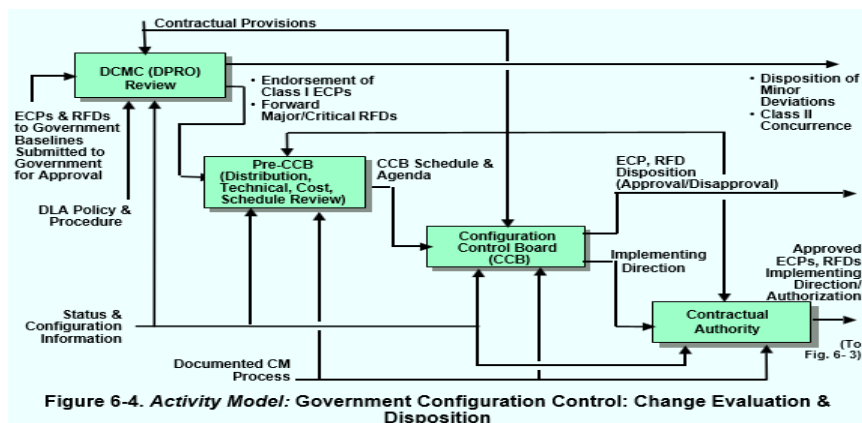 Contractual Provisions
DCMC (DPRO)
Review
• Endorsement of
Class I ECPs
• Forward
Major/Critical RFDs
• Disposition of
Minor
Deviations
• Class II
Concurrence
ECPs & RFDs
to Government
Baselines
Submitted to
Government
for Approval
DLA Policy &
Procedure
Pre-CCB
(Distribution,
Technical, Cost,
Schedule Review)
CCB Schedule &
Agenda
ECP, RFD
Disposition
(Approval/Disapproval)
Configuration
Control Board
(CCB)
Implementing
Direction
Approved
ECPs, RFDs
Implementing
Direction/
Authorization
Contractual
Authority
(To
Fig. 6- 3)
Status &
Configuration
Information
Documented CM
Process
Figure 6-4. Activity Model: Government Configuration Control: Change Evaluation &
Disposition